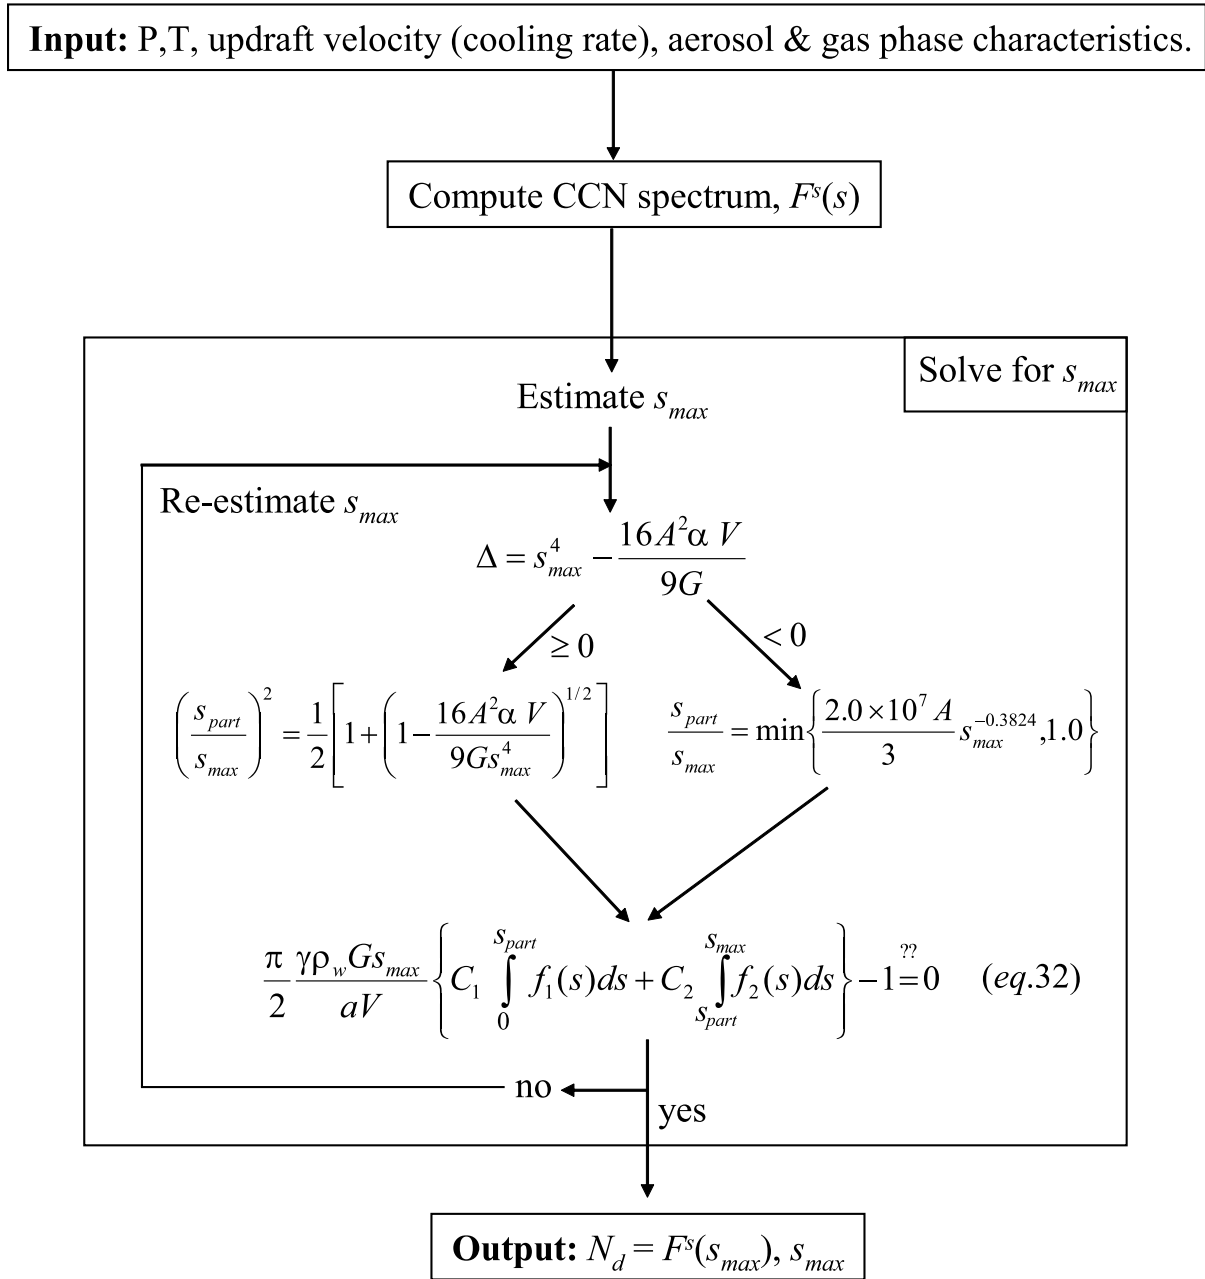 Input: P,T, updraft velocity (cooling rate), aerosol & gas phase characteristics.
Compute CCN spectrum, F^s(s)
Solve for s_max
Estimate s_max
Re-estimate s_max
Δ = s_max^4 − 16A^2α V / 9G
≥ 0
< 0
(s_part / s_max)^2 = 1/2 [1 + (1 − 16A^2α V / 9Gs_max^4)^1/2]
s_part / s_max = min{2.0×10^7 A / 3 s_max^−0.3824, 1.0}
π/2 γρ_w Gs_max / aV {C_1 ∫_0^s_part f_1(s)ds + C_2 ∫_s_part^s_max f_2(s)ds} − 1 =^?? 0 (eq.32)
no
yes
Output: N_d = F^s(s_max), s_max